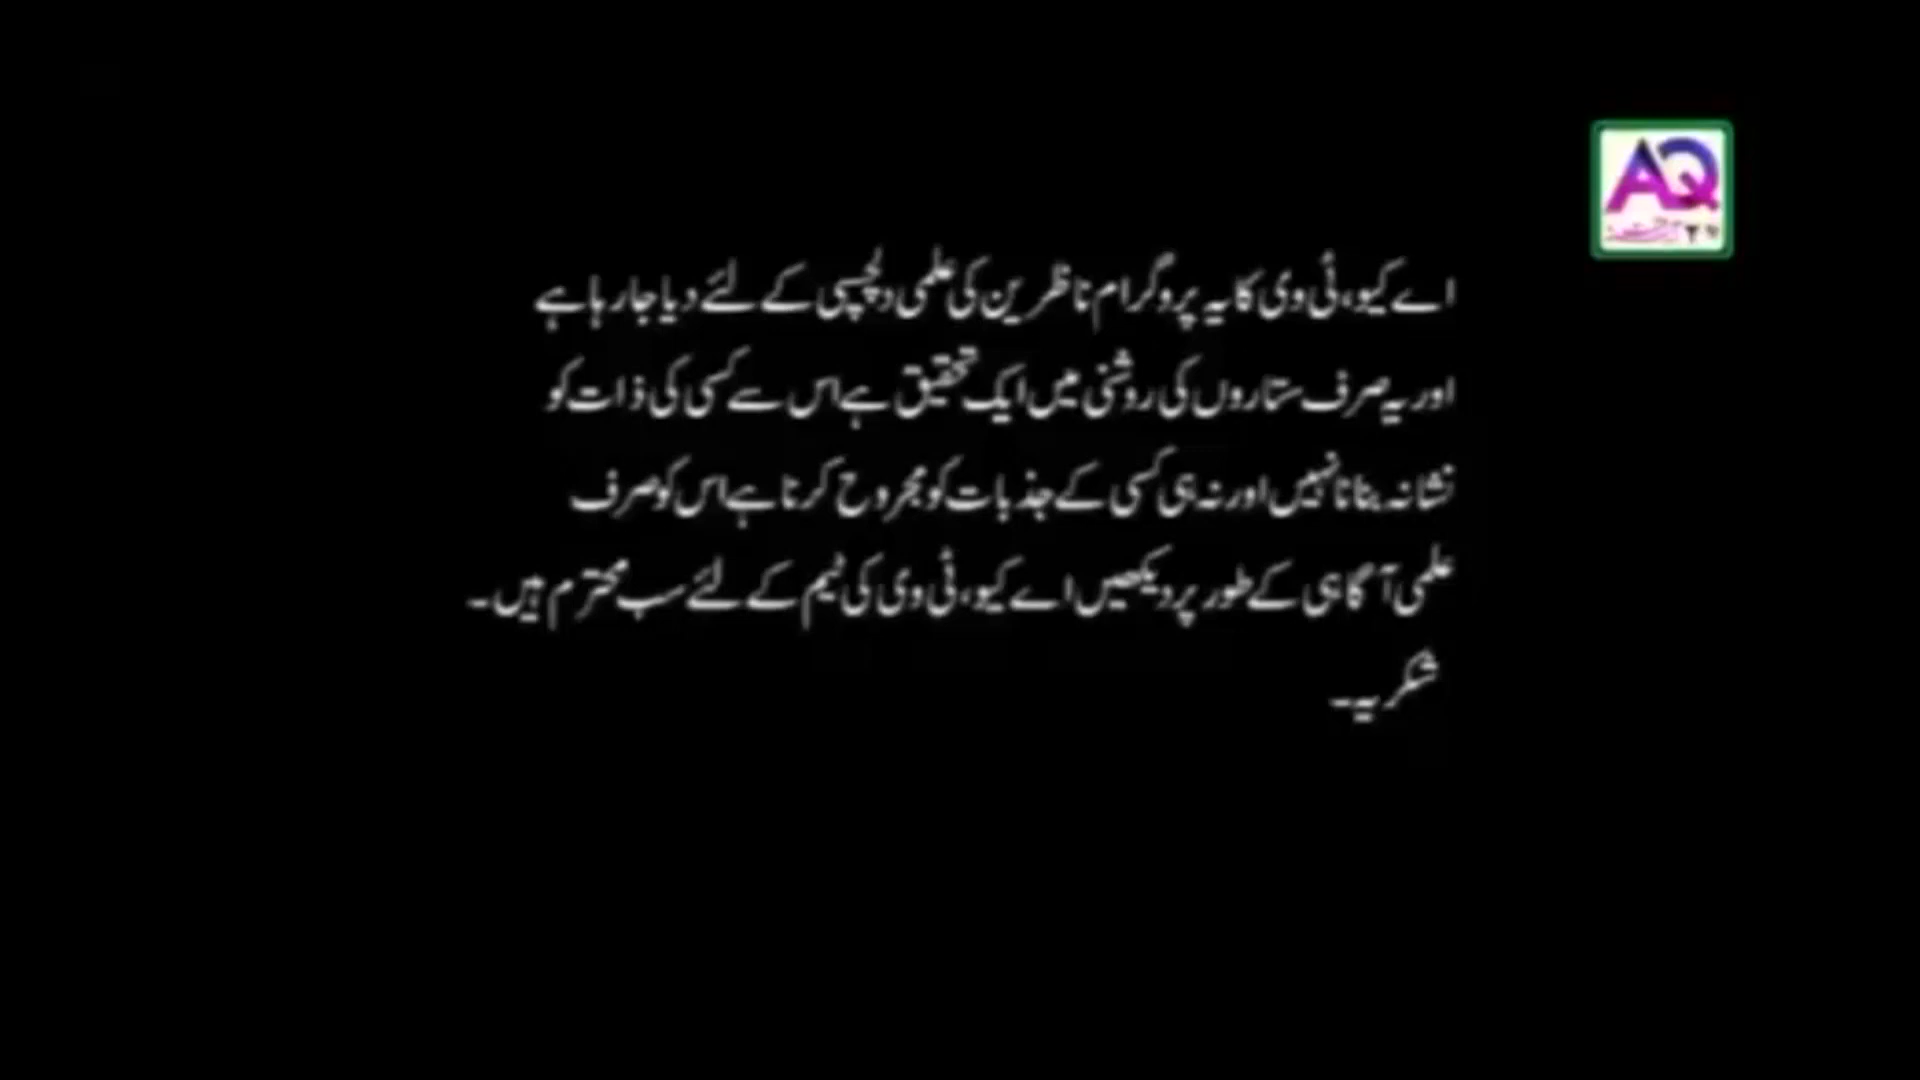 اے کیو، ٹی وی کا یہ پروگرام ناظرین کی علمی دلچسپی کے لئے دیا جا رہا ہے
اور یہ صرف ستاروں کی روشنی میں ایک تحقیق ہے اس سے کسی کی ذات کو
نشانہ بنانا نہیں اور نہ ہی کسی کے جذبات کو مجروح کرنا ہے اس کو صرف
علمی آگاہی کے طور پر دیکھیں اے کیو، ٹی وی کی ٹیم کے لئے سب محترم ہیں۔
شکریہ۔
AQ